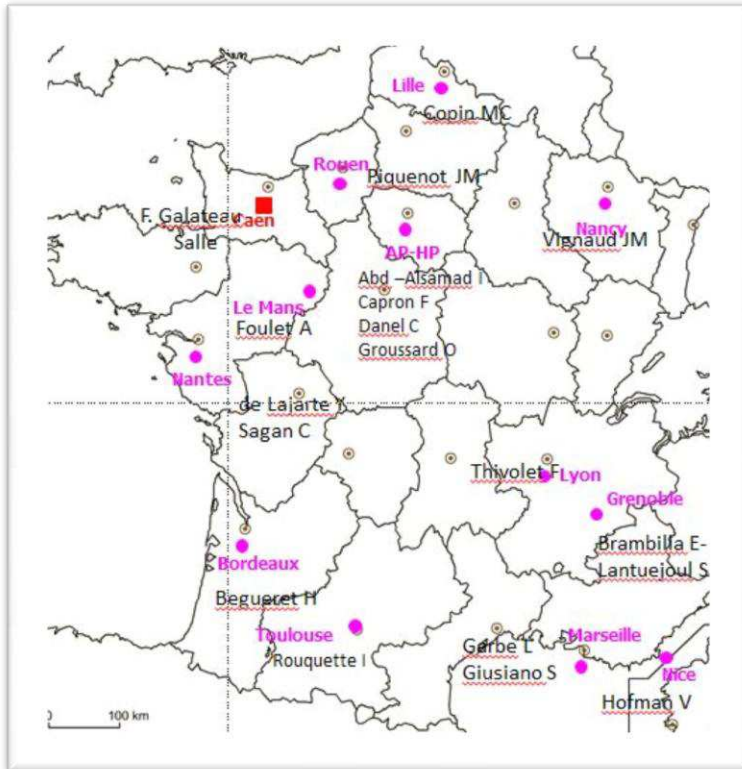 Lille
Copin MC
Rouen
Piquenot JM
F. Galateau
Caen
Salle
Nancy
Vignaud JM
AP-HP
Abd –Alsamad I
Capron F
Danel C
Groussard O
Le Mans
Foulet A
Nantes
de Lajarte
Sagan C
Thivolet F
Lyon
Grenoble
Brambilla E-
Lantuejoul S
Bordeaux
Begueret H
Toulouse
Rouquette I
Marseille
Garbe L
Giusiano S
Nice
Hofman V
0 100 km